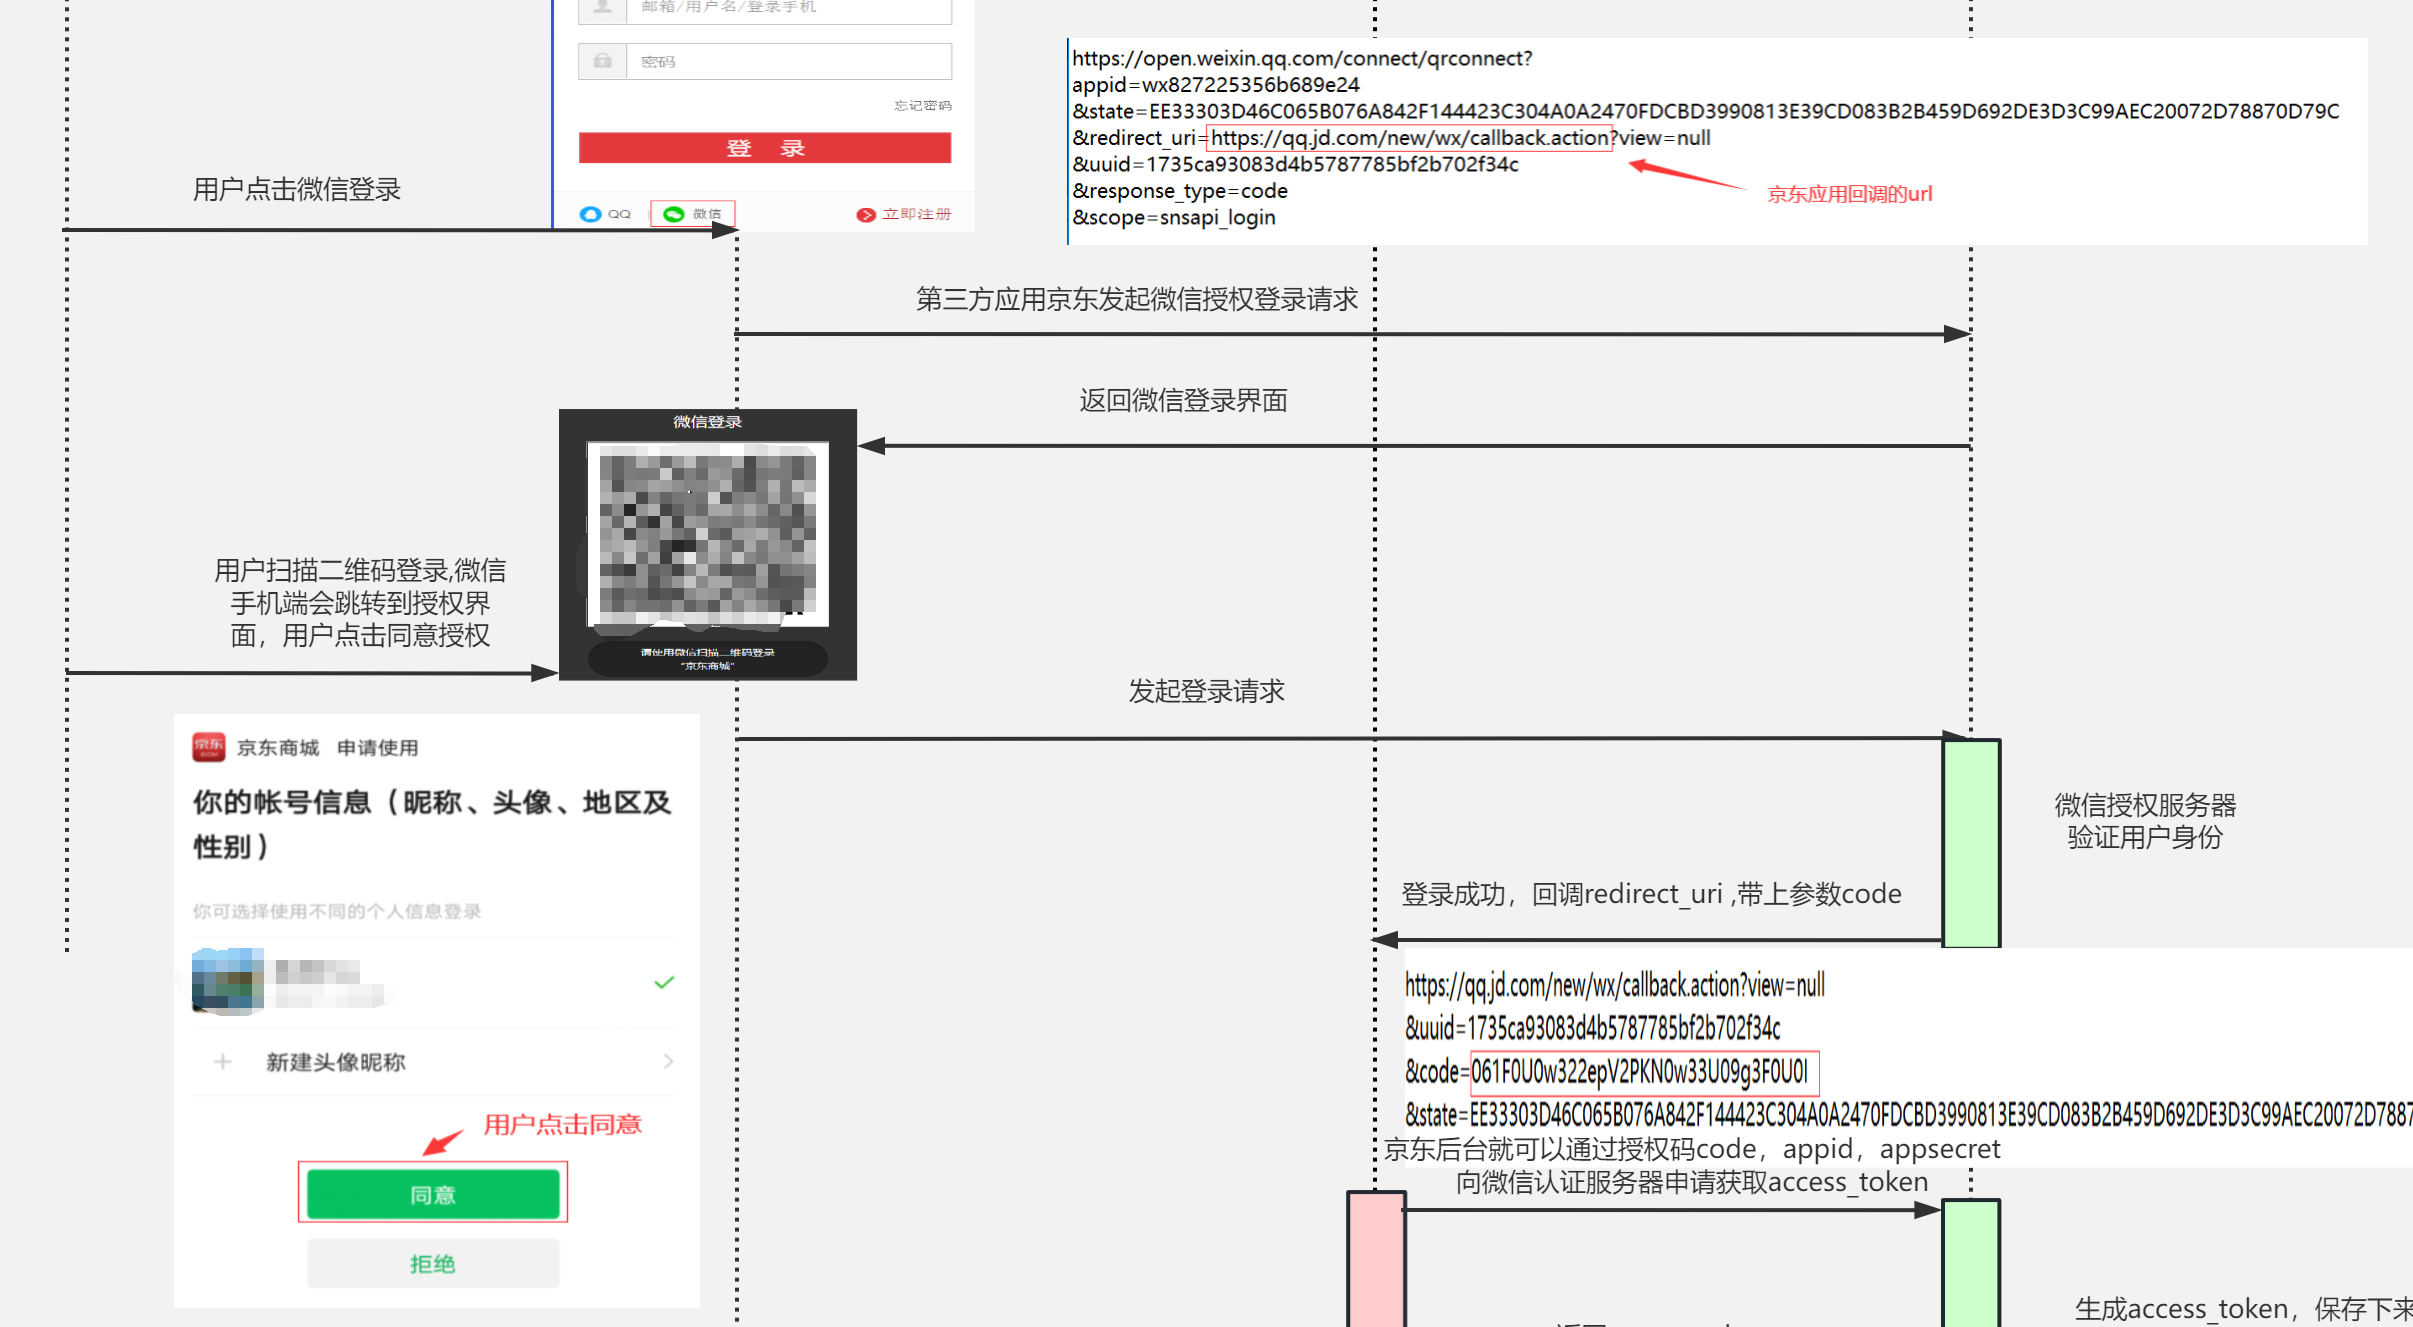 邮箱/用户名/登录手机
密码
忘记密码
登 录
QQ
微信
立即注册
https://open.weixin.qq.com/connect/qrconnect?
appid=wx827225356b689e24
&state=EE33303D46C065B076A842F144423C304A0A2470FDCBD3990813E39CD083B2B459D692DE3D3C99AEC20072D78870D79C
&redirect_uri=https://qq.jd.com/new/wx/callback.action?view=null
&uuid=1735ca93083d4b5787785bf2b702f34c
&response_type=code
&scope=snsapi_login
京东应用回调的url
用户点击微信登录
第三方应用京东发起微信授权登录请求
返回微信登录界面
微信登录
请使用微信扫描二维码登录
“京东商城”
用户扫描二维码登录,微信
手机端会跳转到授权界
面，用户点击同意授权
发起登录请求
京东
京东商城 申请使用
你的帐号信息（昵称、头像、地区及
性别）
你可选择使用不同的个人信息登录
新建头像昵称
用户点击同意
同意
拒绝
微信授权服务器
验证用户身份
登录成功，回调redirect_uri ,带上参数code
https://qq.jd.com/new/wx/callback.action?view=null
&uuid=1735ca93083d4b5787785bf2b702f34c
&code=061F0U0w322epV2PKN0w33U09g3F0U0I
&state=EE33303D46C065B076A842F144423C304A0A2470FDCBD3990813E39CD083B2B459D692DE3D3C99AEC20072D7887
京东后台就可以通过授权码code，appid，appsecret
向微信认证服务器申请获取access_token
生成access_token，保存下来